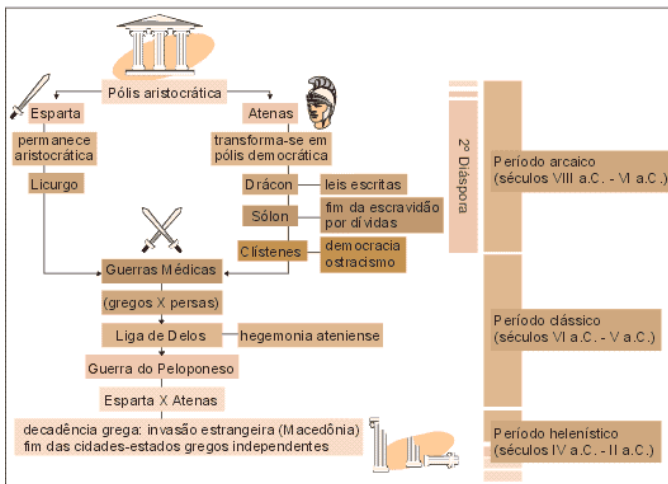 Pólis aristocrática
Esparta
Atenas
permanece
aristocrática
transforma-se em
pólis democrática
Licurgo
Drácon
leis escritas
Sólon
fim da escravidão
por dívidas
Clístenes
democracia
ostracismo
Guerras Médicas
(gregos X persas)
Liga de Delos
hegemonia ateniense
Guerra do Peloponeso
Esparta X Atenas
decadência grega: invasão estrangeira (Macedônia)
fim das cidades-estados gregos independentes
2º Diáspora
Período arcaico
(séculos VIII a.C. - VI a.C.)
Período clássico
(séculos VI a.C. - V a.C.)
Período helenístico
(séculos IV a.C. - II a.C.)